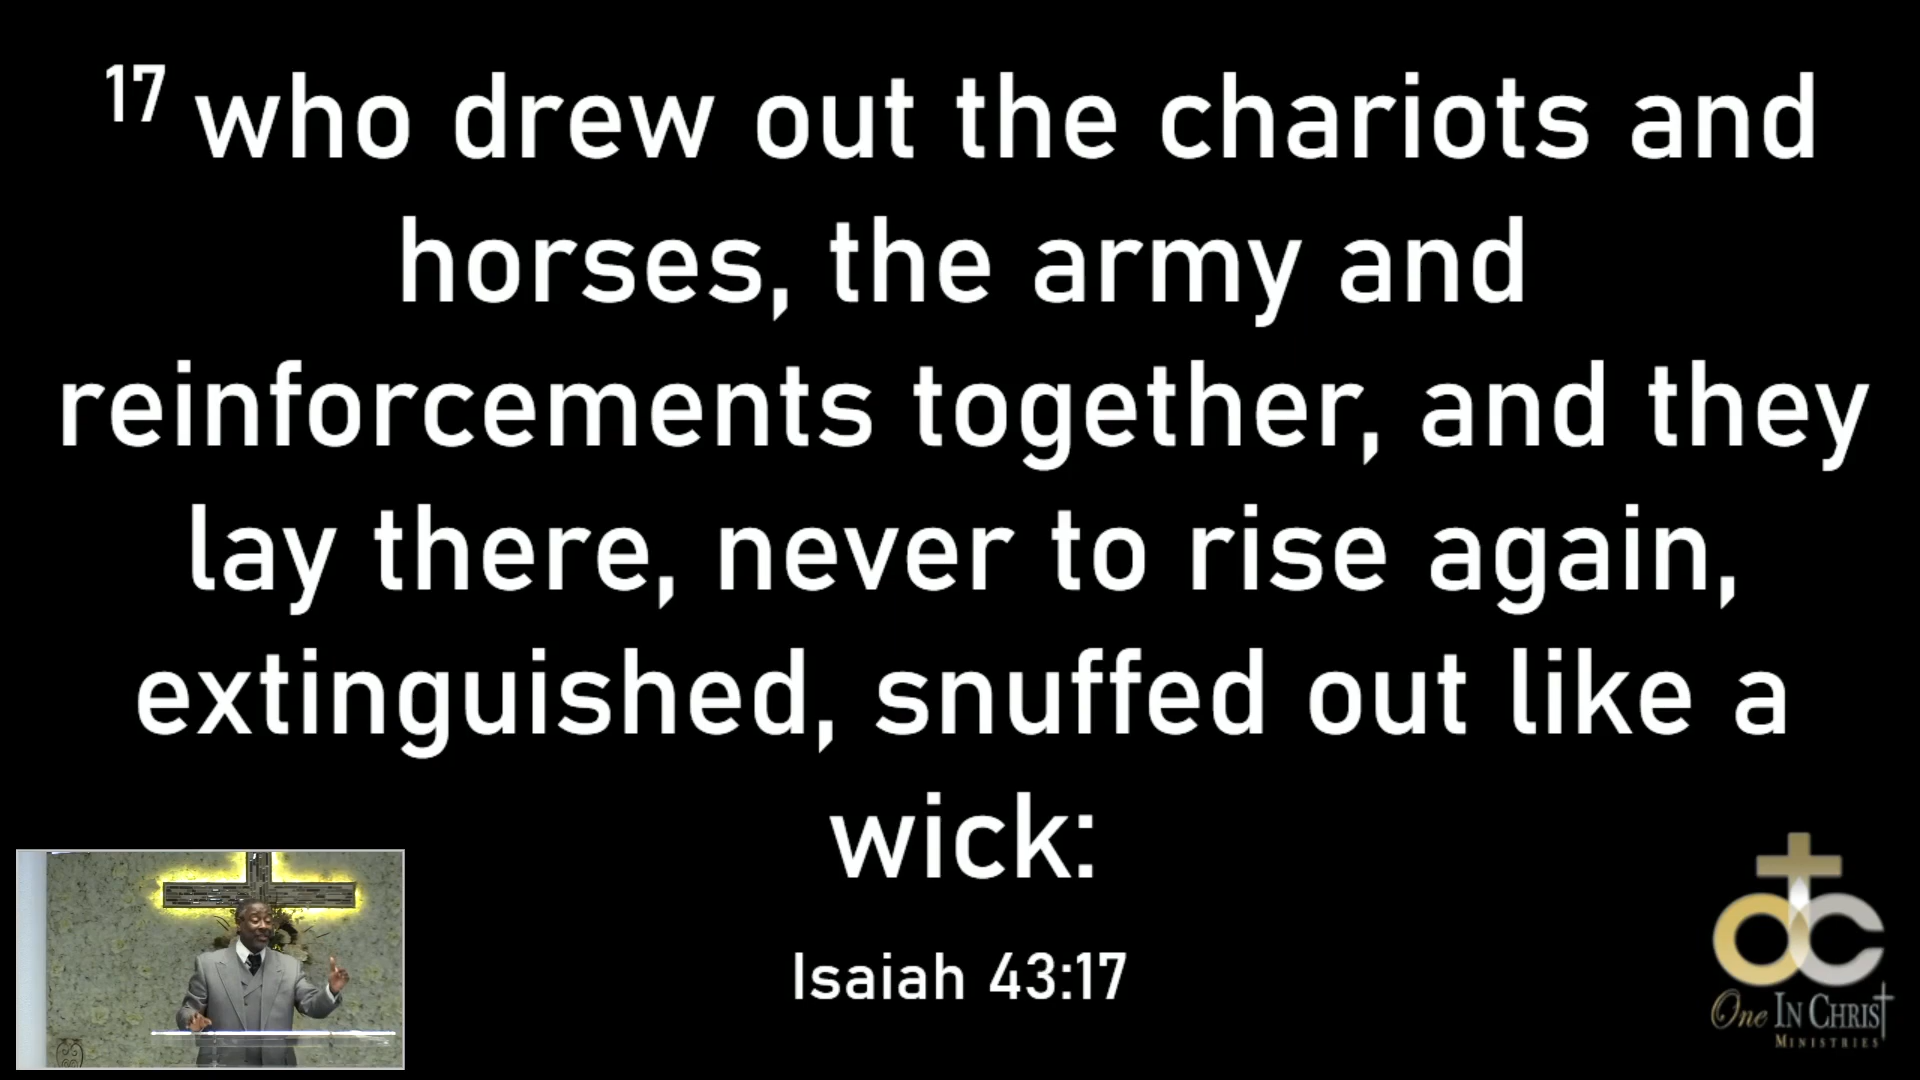 17 who drew out the chariots and
horses, the army and
reinforcements together, and they
lay there, never to rise again,
extinguished, snuffed out like a
wick:
Isaiah 43:17
One In Christ
Ministries